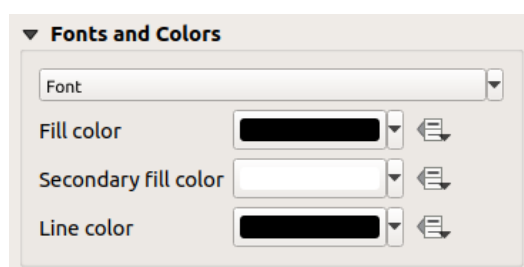 Fonts and Colors
Font
Fill color
Secondary fill color
Line color